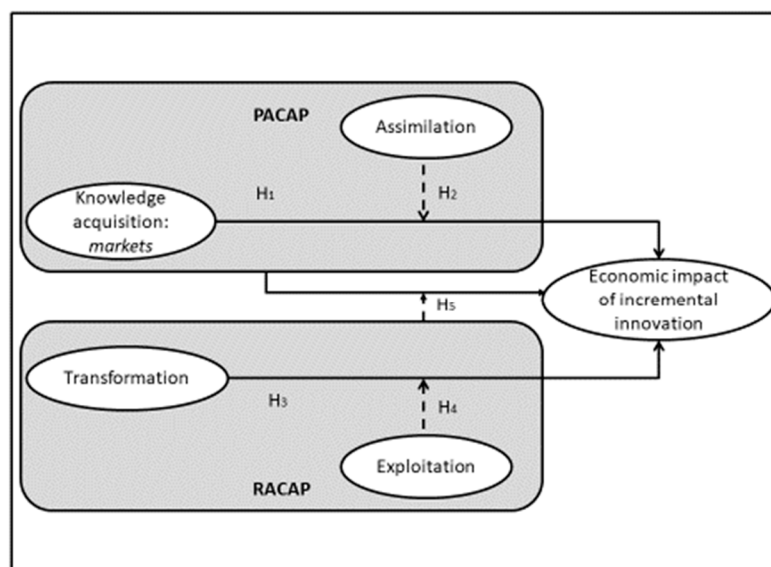 PACAP
Assimilation
H₁
H₂
Knowledge
acquisition:
markets
Economic impact
of incremental
innovation
H₅
Transformation
H₃
H₄
Exploitation
RACAP